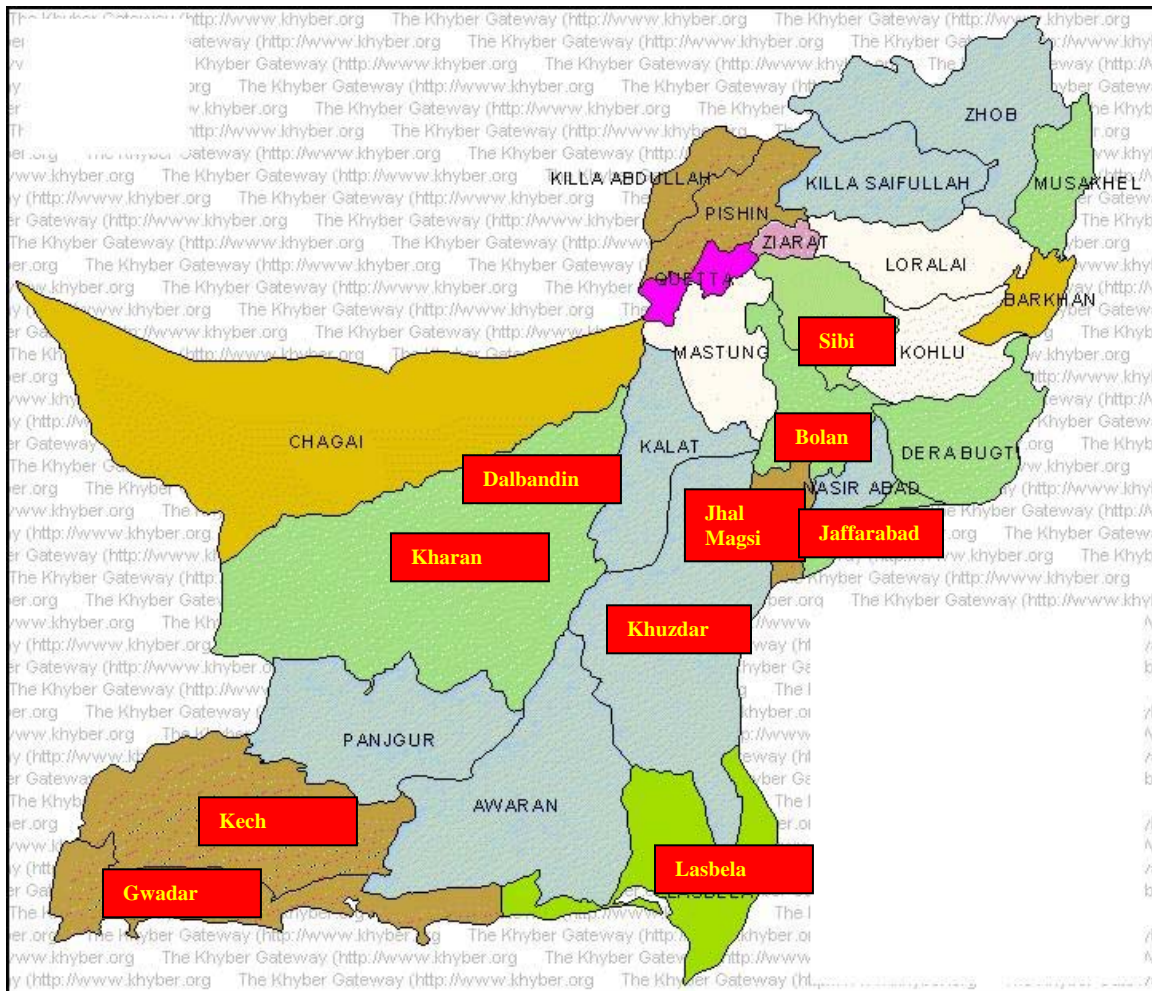 The Khyber Gateway (http://www.khyber.org
ZHOB
KILLA ABDULLAH
KILLA SAIFULLAH
MUSAKHEL
PISHIN
ZIARAT
LORALAI
QUETTA
BARKHAN
Sibi
MASTUNG
KOHLU
CHAGAI
KALAT
Bolan
DERA BUGTI
Dalbandin
NASIR ABAD
Jhal
Magsi
Jaffarabad
Kharan
Khuzdar
PANJGUR
AWARAN
Kech
Lasbela
Gwadar
LASBELA